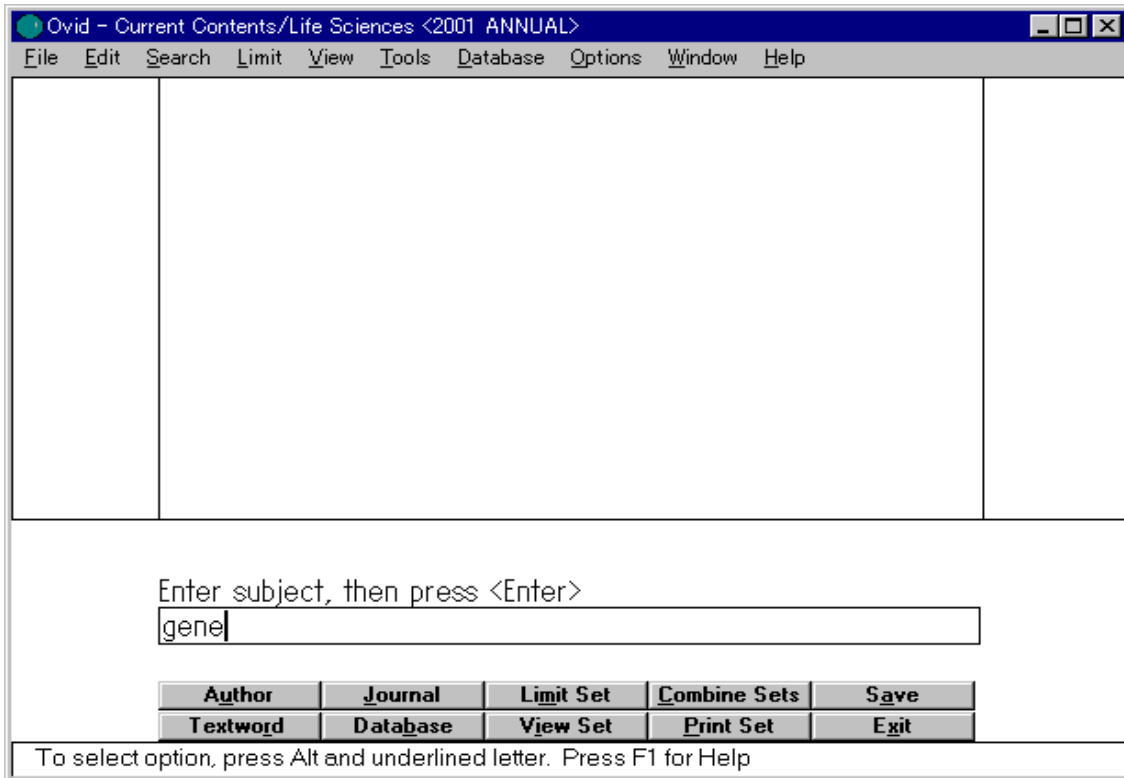 Ovid - Current Contents/Life Sciences <2001 ANNUAL>
File Edit Search Limit View Tools Database Options Window Help
Enter subject, then press <Enter>
gene
Author Journal Limit Set Combine Sets Save
Textword Database View Set Print Set Exit
To select option, press Alt and underlined letter. Press F1 for Help